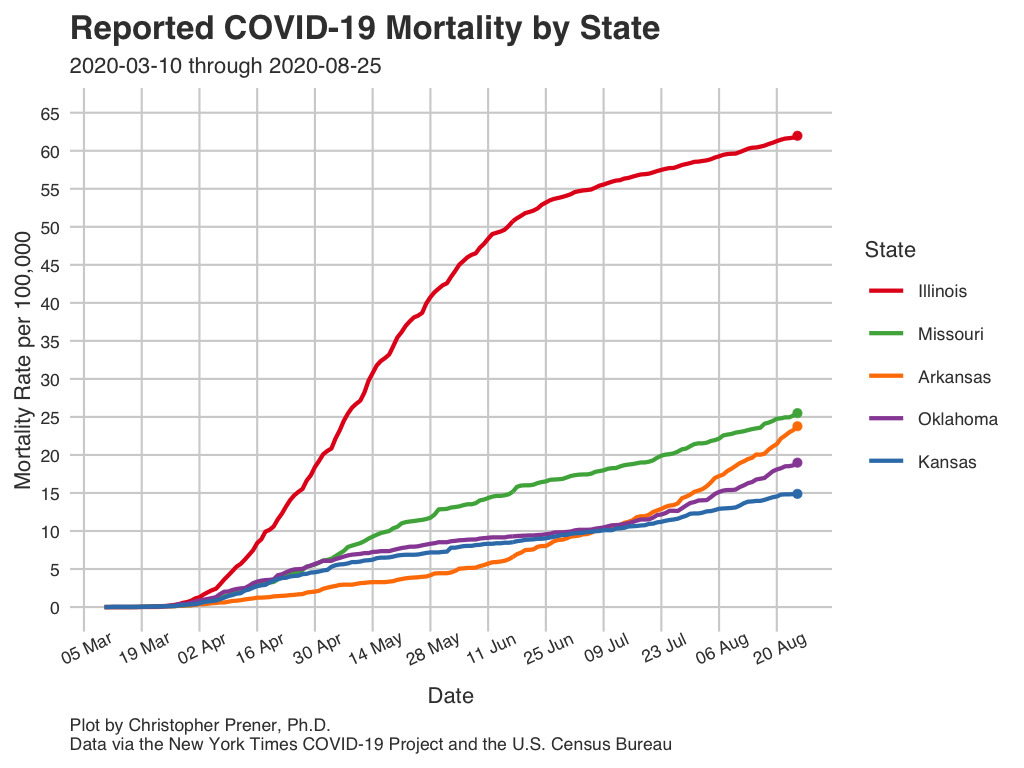 Reported COVID-19 Mortality by State
2020-03-10 through 2020-08-25
Mortality Rate per 100,000
65
60
55
50
45
40
35
30
25
20
15
10
5
0
05 Mar
19 Mar
02 Apr
16 Apr
30 Apr
14 May
28 May
11 Jun
25 Jun
09 Jul
23 Jul
06 Aug
20 Aug
Date
State
Illinois
Missouri
Arkansas
Oklahoma
Kansas
Plot by Christopher Prener, Ph.D.
Data via the New York Times COVID-19 Project and the U.S. Census Bureau